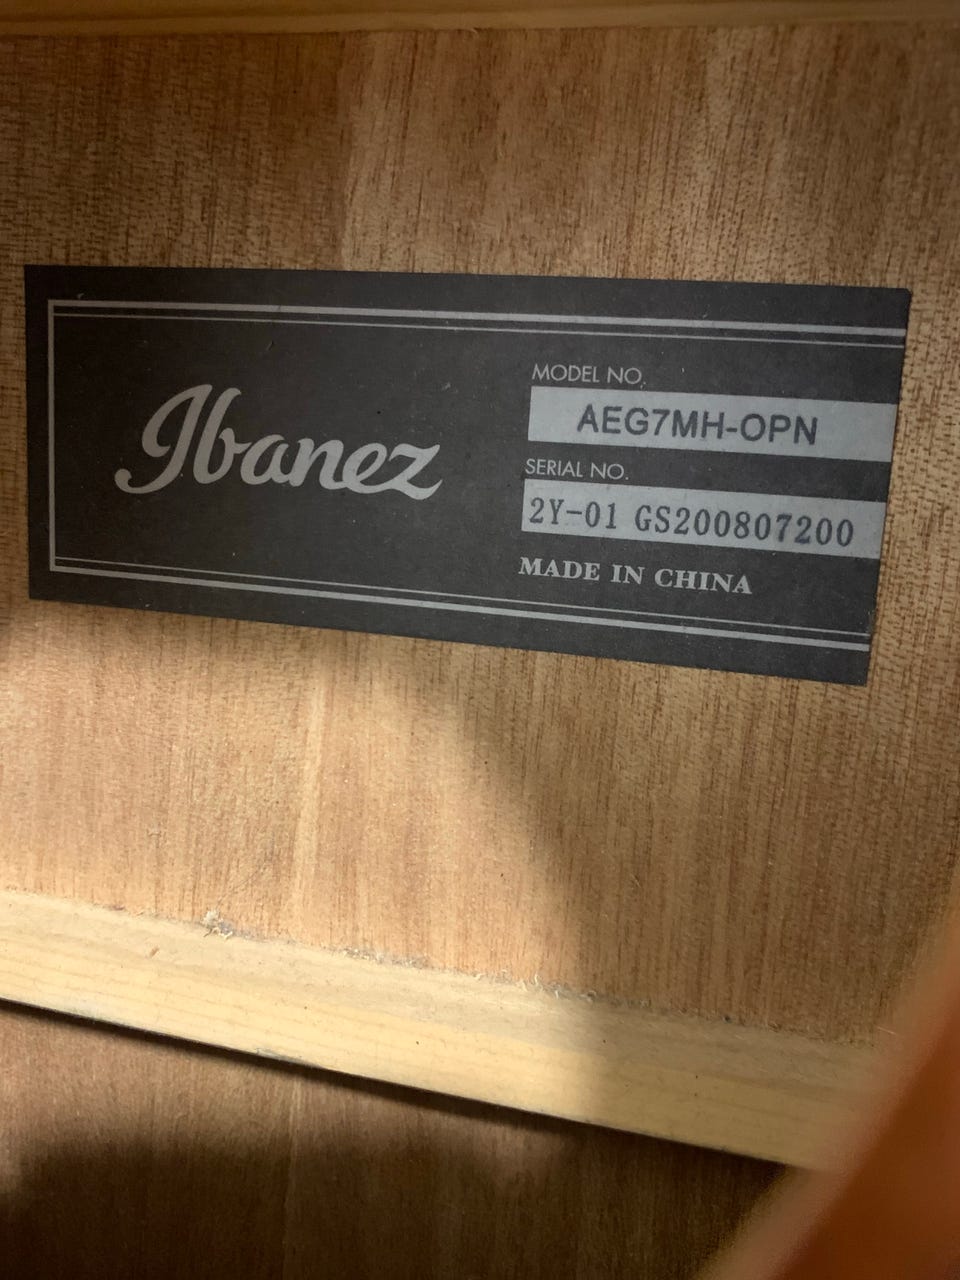 Ibanez
MODEL NO.
AEG7MH-OPN
SERIAL NO.
2Y-01 GS200807200
MADE IN CHINA